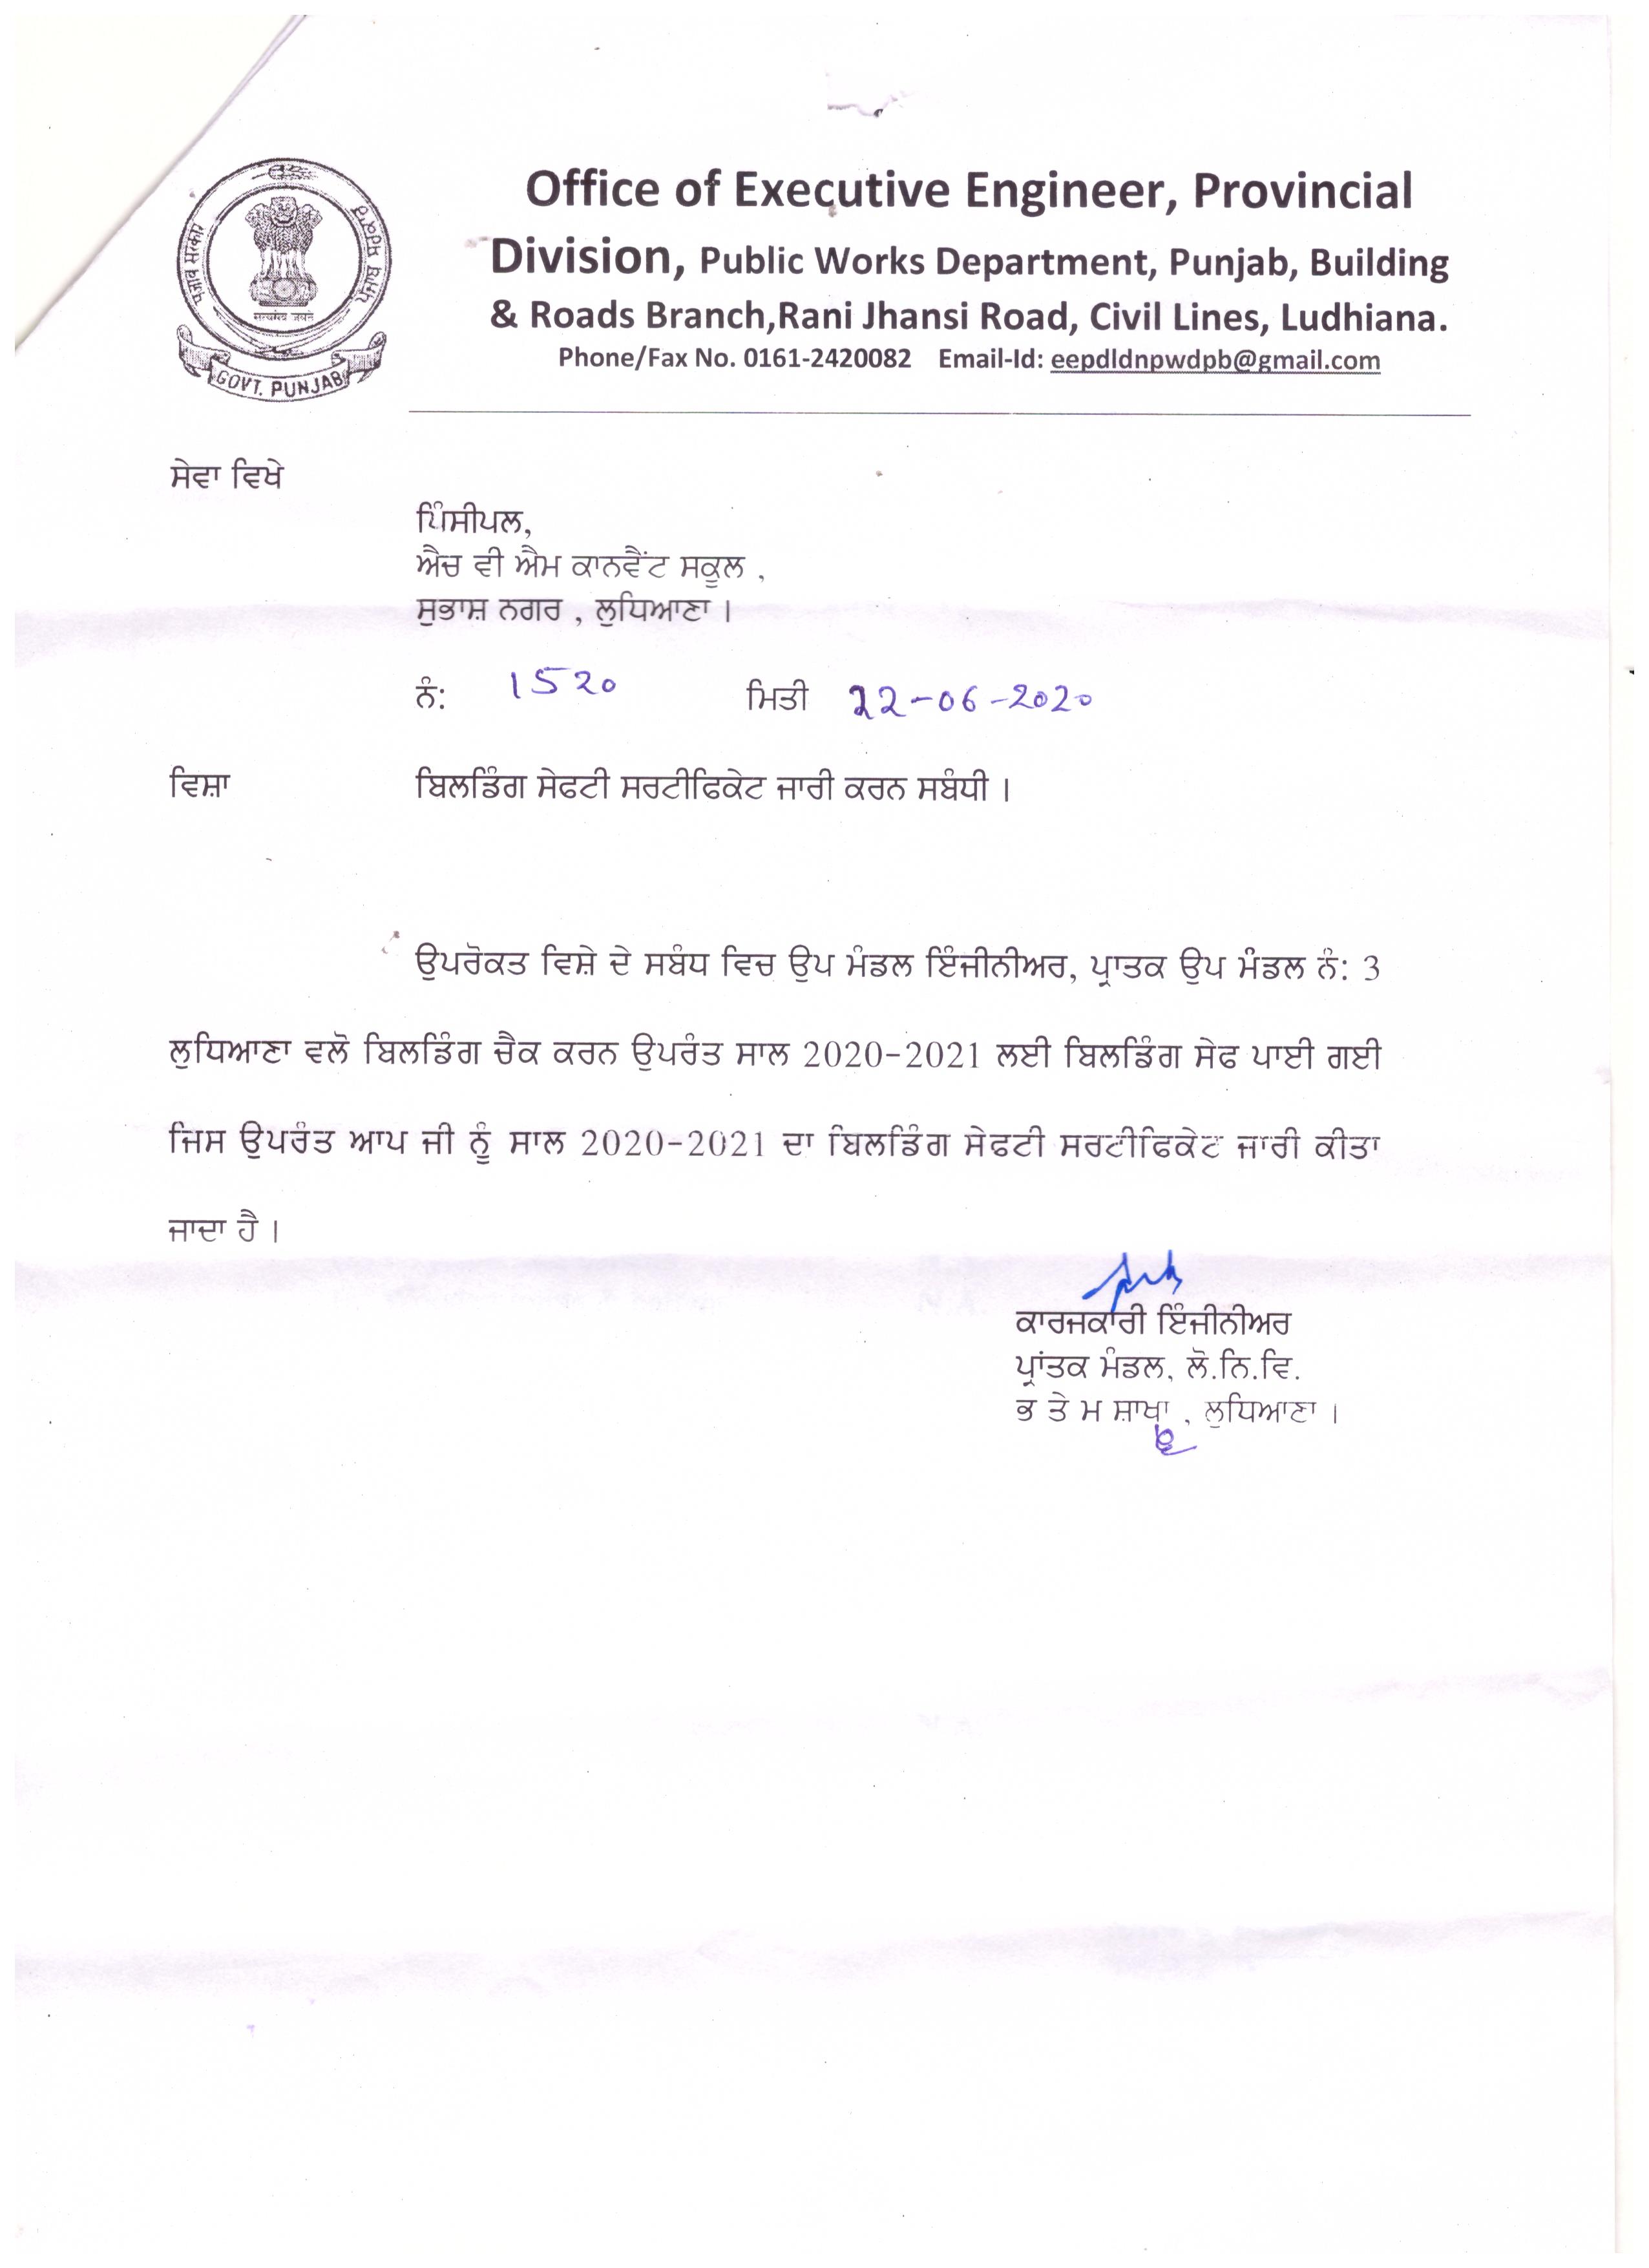 Office of Executive Engineer, Provincial
Division, Public Works Department, Punjab, Building
& Roads Branch,Rani Jhansi Road, Civil Lines, Ludhiana.
Phone/Fax No. 0161-2420082 Email-Id: eepdldnpwdpb@gmail.com
ਪੰਜਾਬ ਸਰਕਾਰ
सत्यमेव जयते
GOVT. PUNJAB
ਸੇਵਾ ਵਿਖੇ
ਪਿੰਸੀਪਲ,
ਐਚ ਵੀ ਐਮ ਕਾਨਵੈਂਟ ਸਕੂਲ ,
ਸੁਭਾਸ਼ ਨਗਰ , ਲੁਧਿਆਣਾ ।
ਨੰ: 1520 ਮਿਤੀ 22-06-2020
ਵਿਸ਼ਾ ਬਿਲਡਿੰਗ ਸੇਫਟੀ ਸਰਟੀਫਿਕੇਟ ਜਾਰੀ ਕਰਨ ਸਬੰਧੀ ।
ਉਪਰੋਕਤ ਵਿਸ਼ੇ ਦੇ ਸਬੰਧ ਵਿਚ ਉਪ ਮੰਡਲ ਇੰਜੀਨੀਅਰ, ਪ੍ਰਾਤਕ ਉਪ ਮੰਡਲ ਨੰ: 3
ਲੁਧਿਆਣਾ ਵਲੋ ਬਿਲਡਿੰਗ ਚੈਕ ਕਰਨ ਉਪਰੰਤ ਸਾਲ 2020-2021 ਲਈ ਬਿਲਡਿੰਗ ਸੇਫ ਪਾਈ ਗਈ
ਜਿਸ ਉਪਰੰਤ ਆਪ ਜੀ ਨੂੰ ਸਾਲ 2020-2021 ਦਾ ਬਿਲਡਿੰਗ ਸੇਫਟੀ ਸਰਟੀਫਿਕੇਟ ਜਾਰੀ ਕੀਤਾ
ਜਾਦਾ ਹੈ ।
ਕਾਰਜਕਾਰੀ ਇੰਜੀਨੀਅਰ
ਪ੍ਰਾਂਤਕ ਮੰਡਲ, ਲੋ.ਨਿ.ਵਿ.
ਭ ਤੇ ਮ ਸ਼ਾਖਾ , ਲੁਧਿਆਣਾ ।